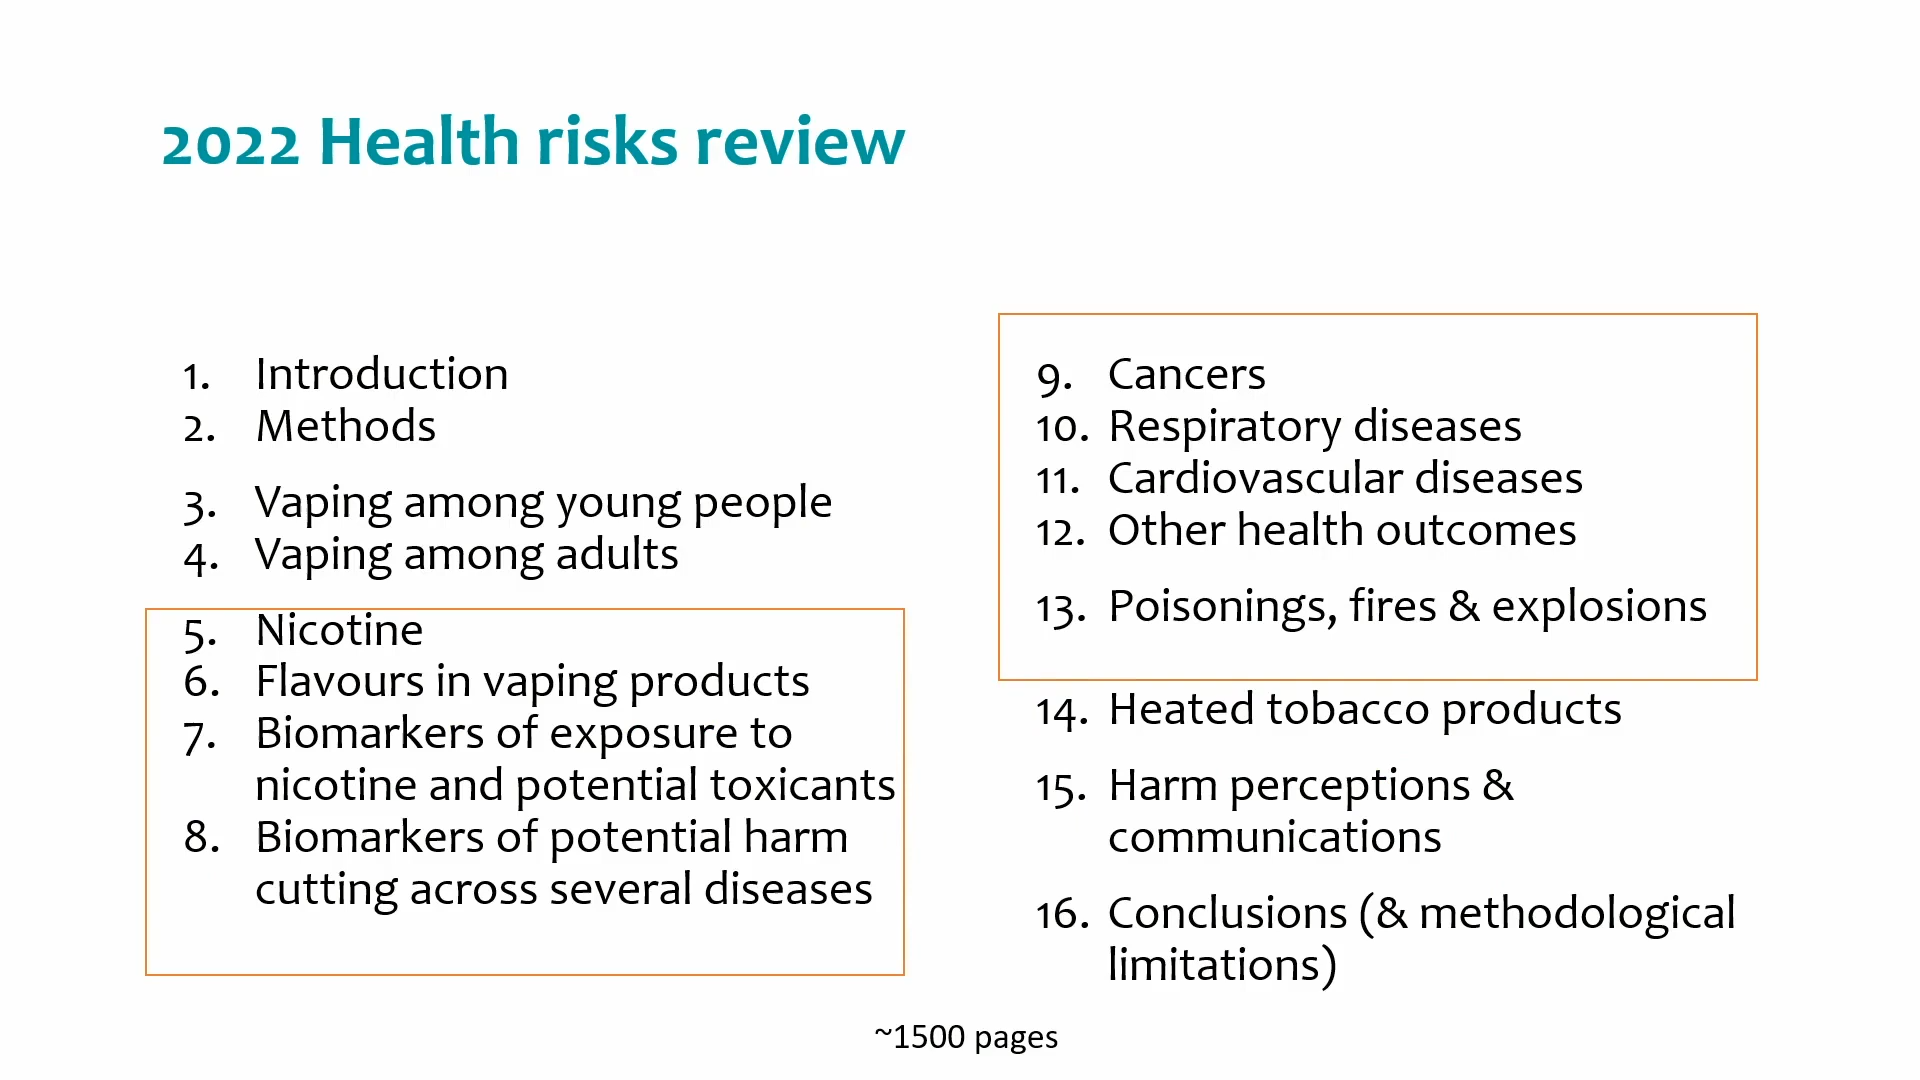 2022 Health risks review
1. Introduction
2. Methods
3. Vaping among young people
4. Vaping among adults
5. Nicotine
6. Flavours in vaping products
7. Biomarkers of exposure to
nicotine and potential toxicants
8. Biomarkers of potential harm
cutting across several diseases
9. Cancers
10. Respiratory diseases
11. Cardiovascular diseases
12. Other health outcomes
13. Poisonings, fires & explosions
14. Heated tobacco products
15. Harm perceptions &
communications
16. Conclusions (& methodological
limitations)
~1500 pages